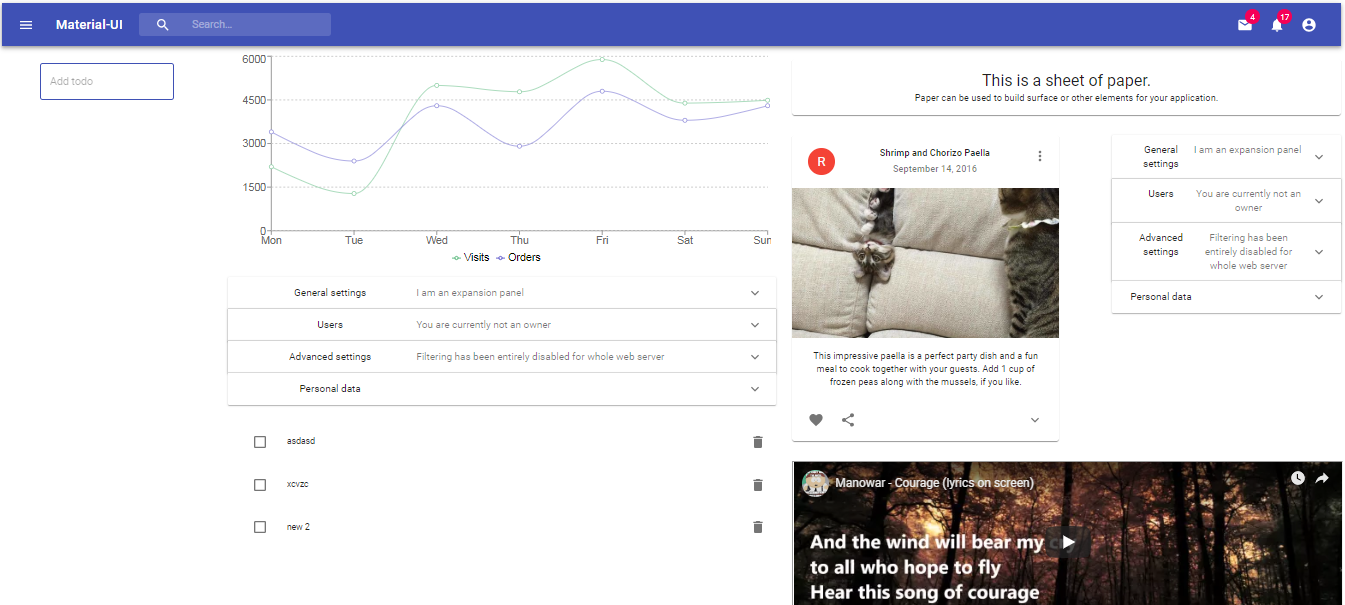 Material-UI
Search...
4
17
Add todo
6000
4500
3000
1500
0
Mon Tue Wed Thu Fri Sat Sun
Visits Orders
General settings I am an expansion panel
Users You are currently not an owner
Advanced settings Filtering has been entirely disabled for whole web server
Personal data
asdasd
xcvzc
new 2
This is a sheet of paper.
Paper can be used to build surface or other elements for your application.
R
Shrimp and Chorizo Paella
September 14, 2016
This impressive paella is a perfect party dish and a fun
meal to cook together with your guests. Add 1 cup of
frozen peas along with the mussels, if you like.
General
settings
I am an expansion panel
Users
You are currently not an
owner
Advanced
settings
Filtering has been
entirely disabled for
whole web server
Personal data
Manowar - Courage (lyrics on screen)
And the wind will bear my cry
to all who hope to fly
Hear this song of courage